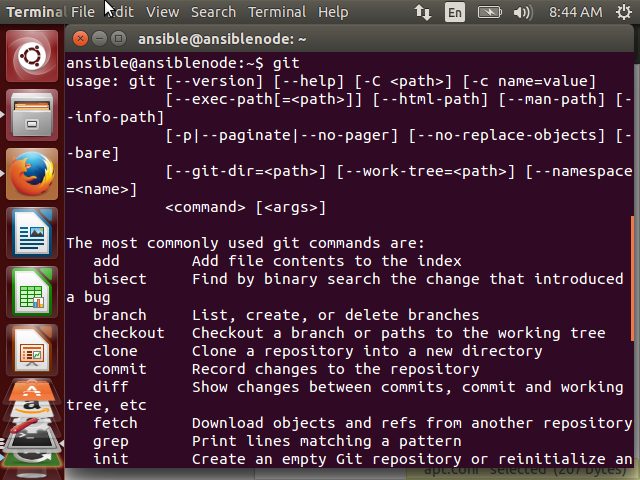 Terminal File Edit View Search Terminal Help En 8:44 AM
ansible@ansiblenode: ~
ansible@ansiblenode:~$ git
usage: git [--version] [--help] [-C <path>] [-c name=value]
[--exec-path[=<path>]] [--html-path] [--man-path] [-
-info-path]
[-p|--paginate|--no-pager] [--no-replace-objects] [-
-bare]
[--git-dir=<path>] [--work-tree=<path>] [--namespace
=<name>]
<command> [<args>]
The most commonly used git commands are:
add Add file contents to the index
bisect Find by binary search the change that introduced
a bug
branch List, create, or delete branches
checkout Checkout a branch or paths to the working tree
clone Clone a repository into a new directory
commit Record changes to the repository
diff Show changes between commits, commit and working
tree, etc
fetch Download objects and refs from another repository
grep Print lines matching a pattern
init Create an empty Git repository or reinitialize an
selected (207 bytes)